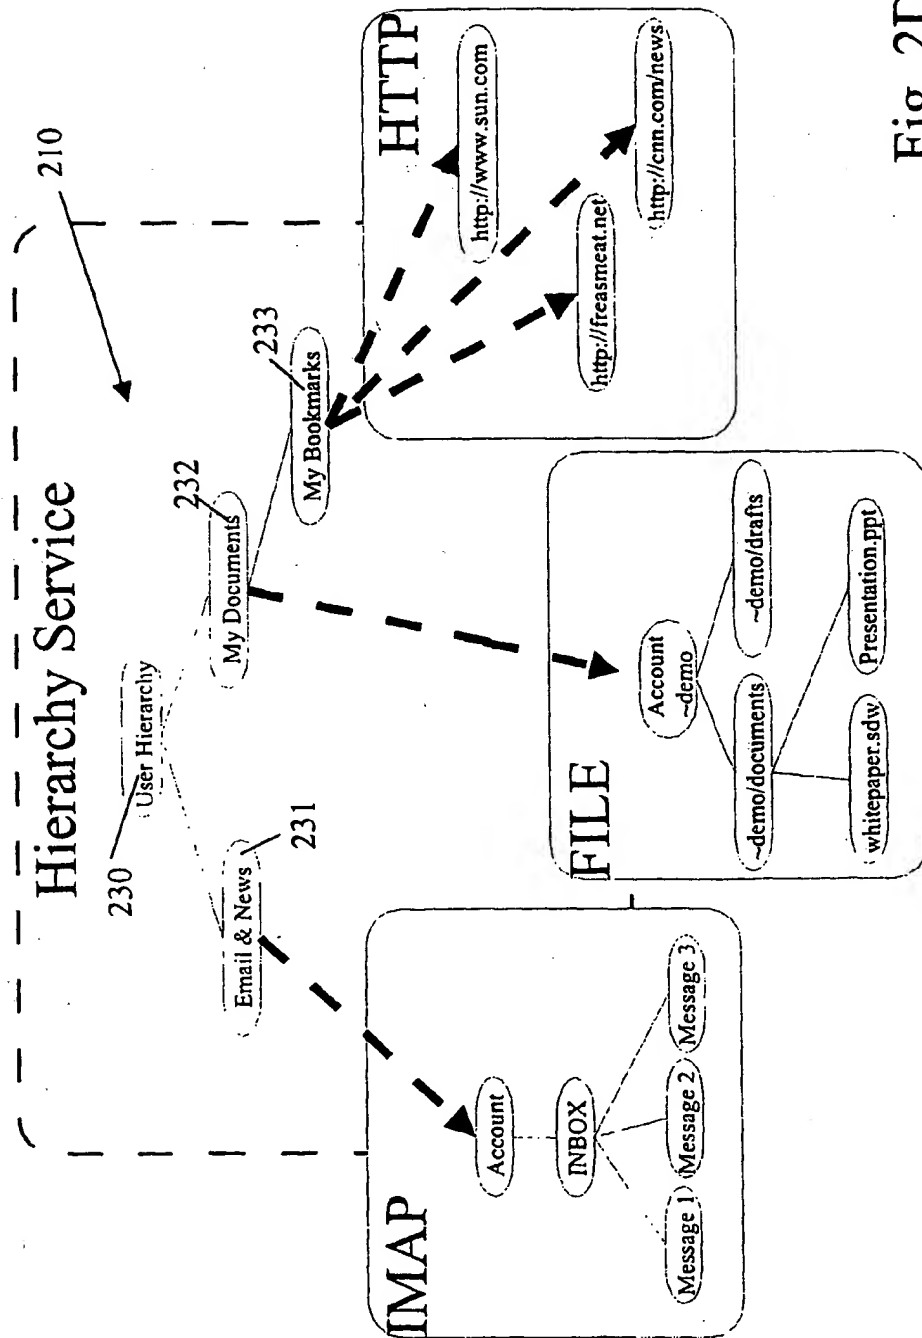 Hierarchy Service
210
230
User Hierarchy
232
My Documents
233
My Bookmarks
Email & News
231
IMAP
Account
INBOX
Message 1
Message 2
Message 3
FILE
Account
~demo
~demo/documents
~demo/drafts
whitepaper.sdw
Presentation.ppt
HTTP
http://www.sun.com
http://freasmeat.net
http://cnn.com/news
Fig. 2D